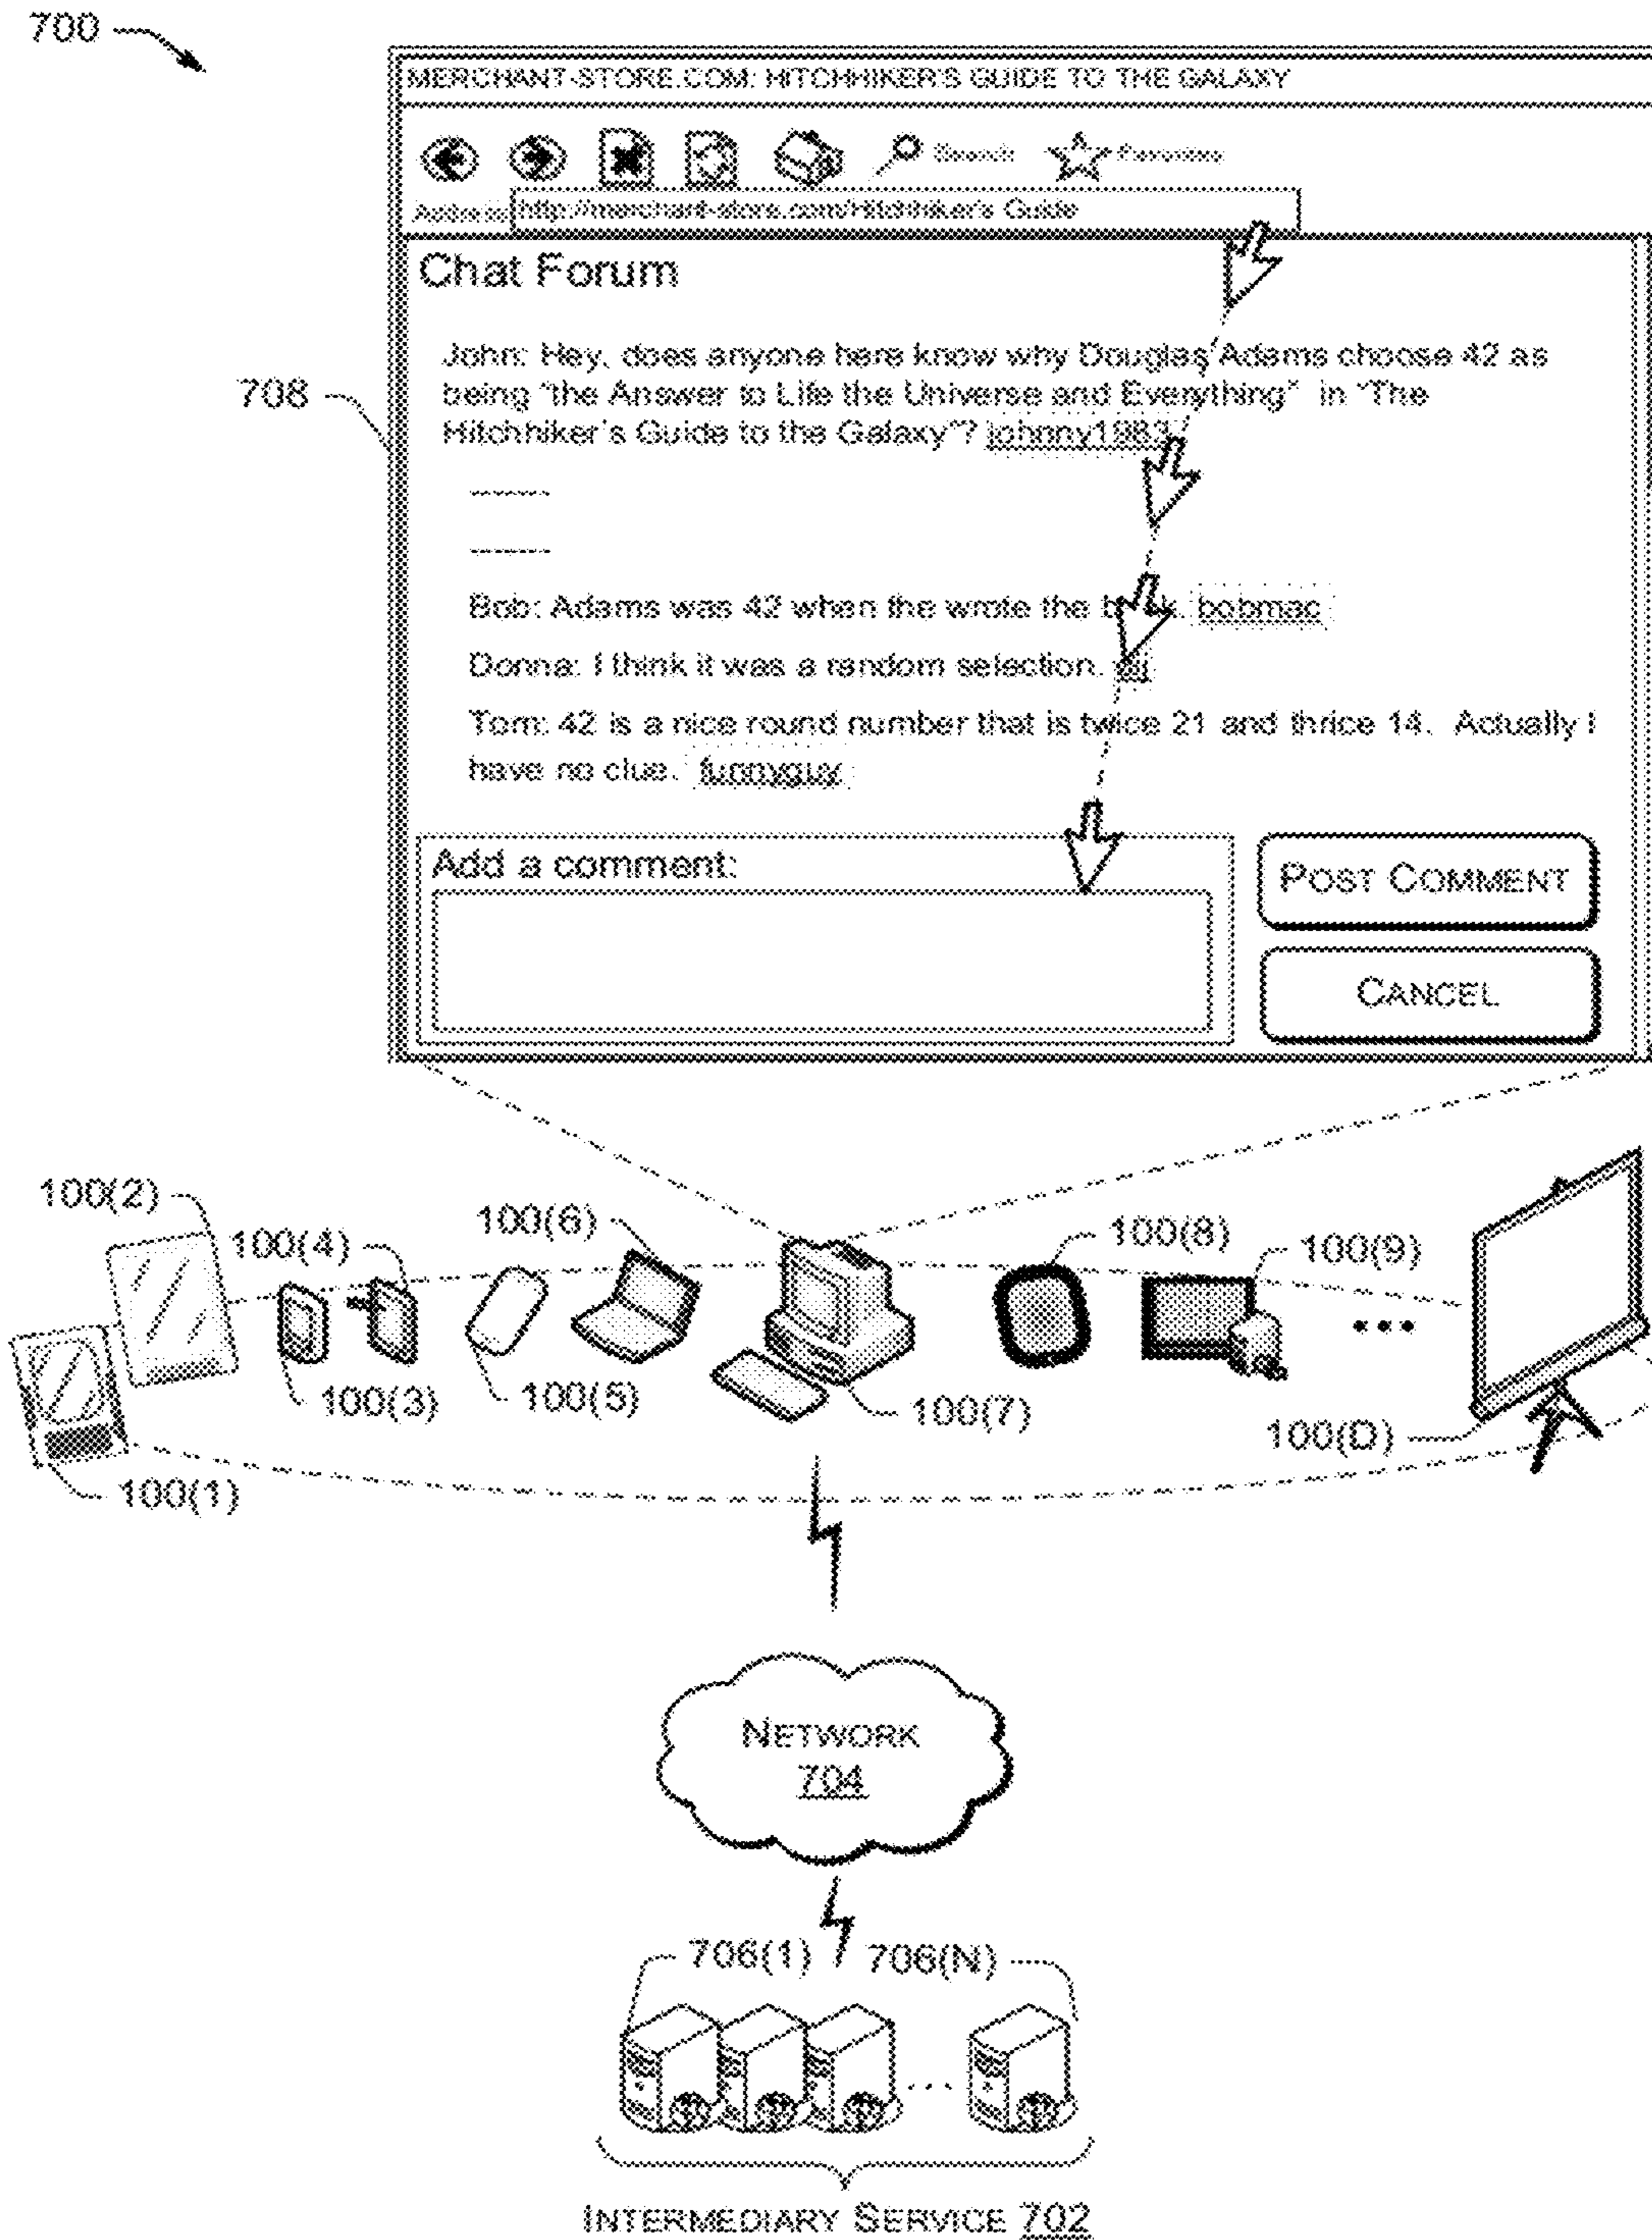 700
MERCHANT-STORE.COM: HITCHHIKER'S GUIDE TO THE GALAXY
Search Favorites
Address http://merchant-store.com/Hitchhiker's Guide
Chat Forum
708
John: Hey, does anyone here know why Douglas Adams choose 42 as
being "the Answer to Life the Universe and Everything" in "The
Hitchhiker's Guide to the Galaxy"? johnny1983
Bob: Adams was 42 when the wrote the bobmac
Donna: I think it was a random selection.
Tom: 42 is a nice round number that is twice 21 and thrice 14. Actually I
have no clue. funnyguy
Add a comment:
POST COMMENT
CANCEL
100(2)
100(4)
100(6)
100(8)
100(9)
100(3)
100(5)
100(7)
100(D)
100(1)
NETWORK
704
706(1) 706(N)
INTERMEDIARY SERVICE 702